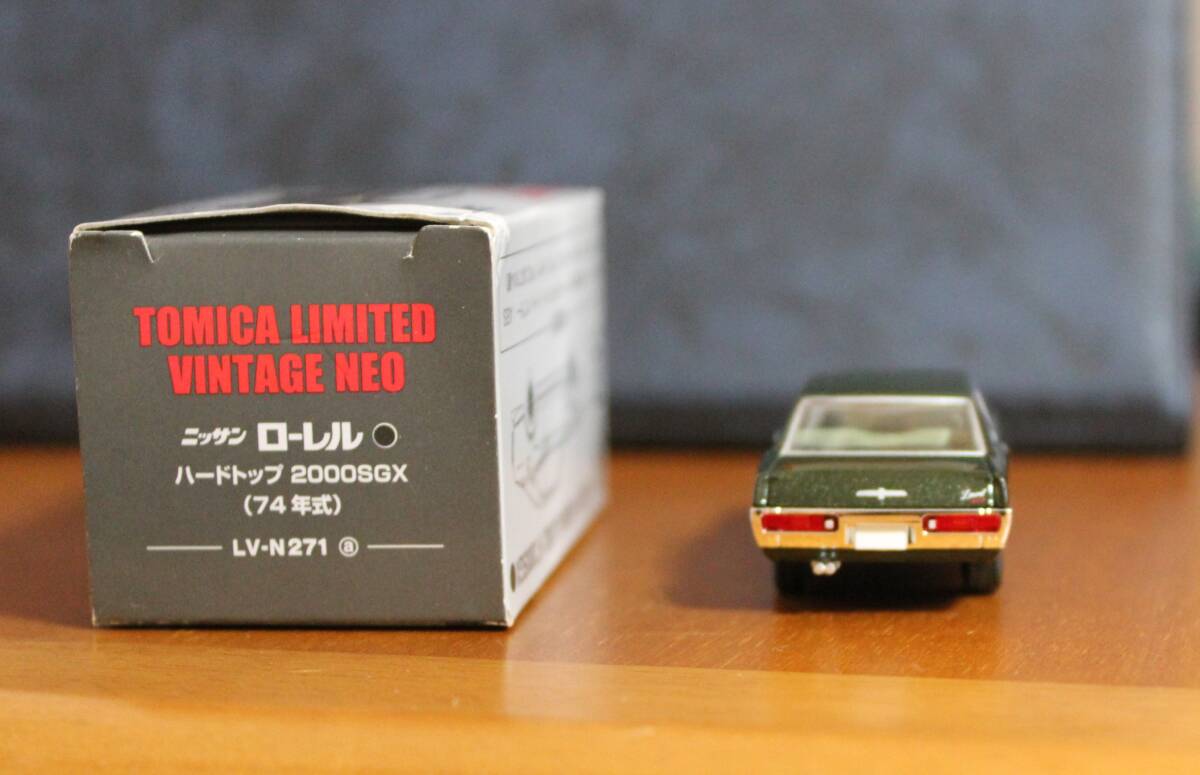 TOMICA LIMITED
VINTAGE NEO
ニッサン ローレル
ハードトップ 2000SGX
（74年式）
LV-N271 ⓐ
Laurel